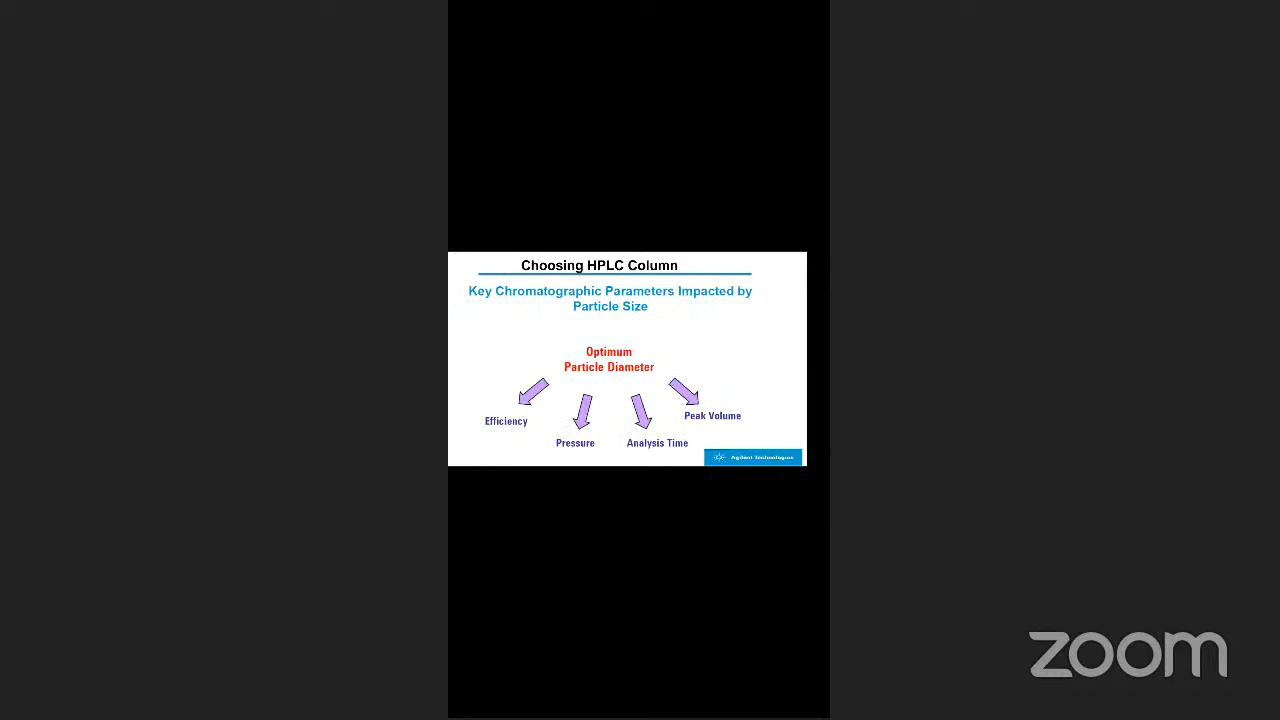 Choosing HPLC Column
Key Chromatographic Parameters Impacted by
Particle Size
Optimum
Particle Diameter
Efficiency
Pressure
Analysis Time
Peak Volume
Agilent Technologies
zoom